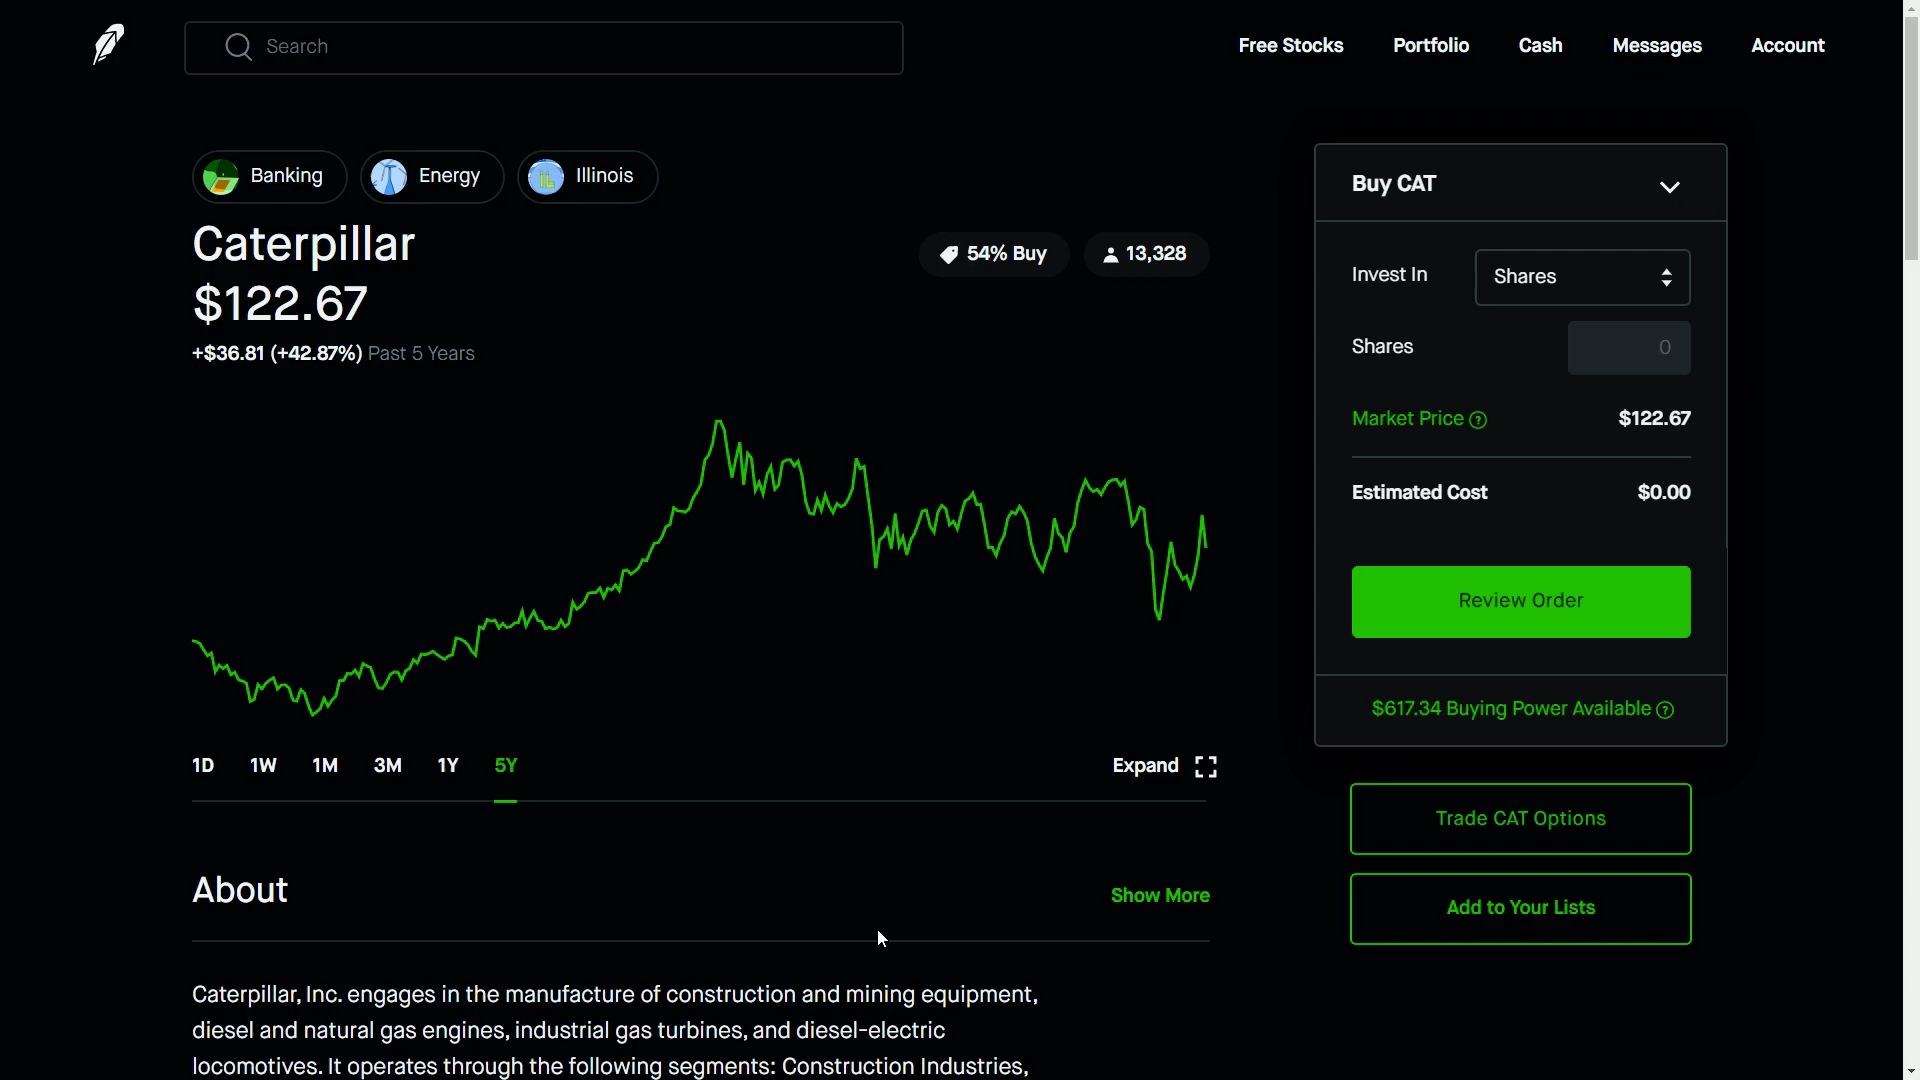 Search
Free Stocks
Portfolio
Cash
Messages
Account
Banking
Energy
IL
Illinois
Caterpillar
54% Buy
13,328
$122.67
+$36.81 (+42.87%) Past 5 Years
1D
1W
1M
3M
1Y
5Y
Expand
About
Show More
Caterpillar, Inc. engages in the manufacture of construction and mining equipment,
diesel and natural gas engines, industrial gas turbines, and diesel-electric
locomotives. It operates through the following segments: Construction Industries,
Buy CAT
Invest In
Shares
Shares
0
Market Price ?
$122.67
Estimated Cost
$0.00
Review Order
$617.34 Buying Power Available ?
Trade CAT Options
Add to Your Lists